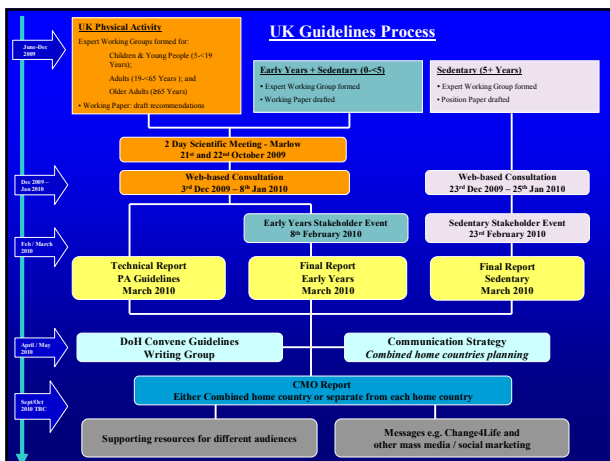 UK Guidelines Process
June-Dec
2009
UK Physical Activity
Expert Working Groups formed for:
Children & Young People (5-<19
Years);
Adults (19-<65 Years ); and
Older Adults (≥65 Years)
• Working Paper: draft recommendations
Early Years + Sedentary (0-<5)
• Expert Working Group formed
• Working Paper drafted
Sedentary (5+ Years)
• Expert Working Group formed
• Position Paper drafted
2 Day Scientific Meeting - Marlow
21st and 22nd October 2009
Dec 2009 –
Jan 2010
Web-based Consultation
3rd Dec 2009 – 8th Jan 2010
Web-based Consultation
23rd Dec 2009 – 25th Jan 2010
Early Years Stakeholder Event
8th February 2010
Sedentary Stakeholder Event
23rd February 2010
Feb / March
2010
Technical Report
PA Guidelines
March 2010
Final Report
Early Years
March 2010
Final Report
Sedentary
March 2010
April / May
2010
DoH Convene Guidelines
Writing Group
Communication Strategy
Combined home countries planning
Sept/Oct
2010 TBC
CMO Report
Either Combined home country or separate from each home country
Supporting resources for different audiences
Messages e.g. Change4Life and
other mass media / social marketing